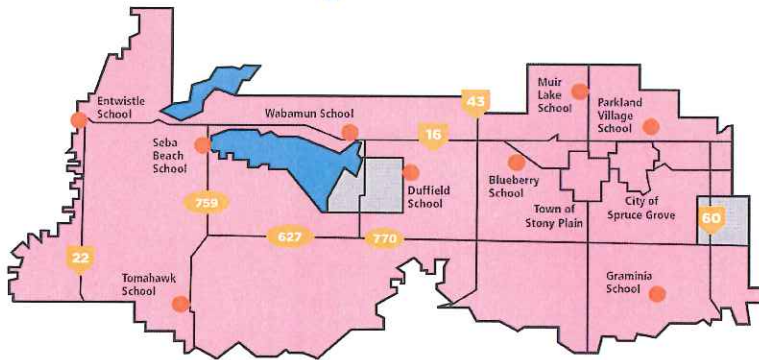 Entwistle
School
Seba
Beach
School
Wabamun School
43
16
Muir
Lake
School
Parkland
Village
School
Duffield
School
Blueberry
School
Town of
Stony Plain
City of
Spruce Grove
759
627
770
60
22
Tomahawk
School
Graminia
School